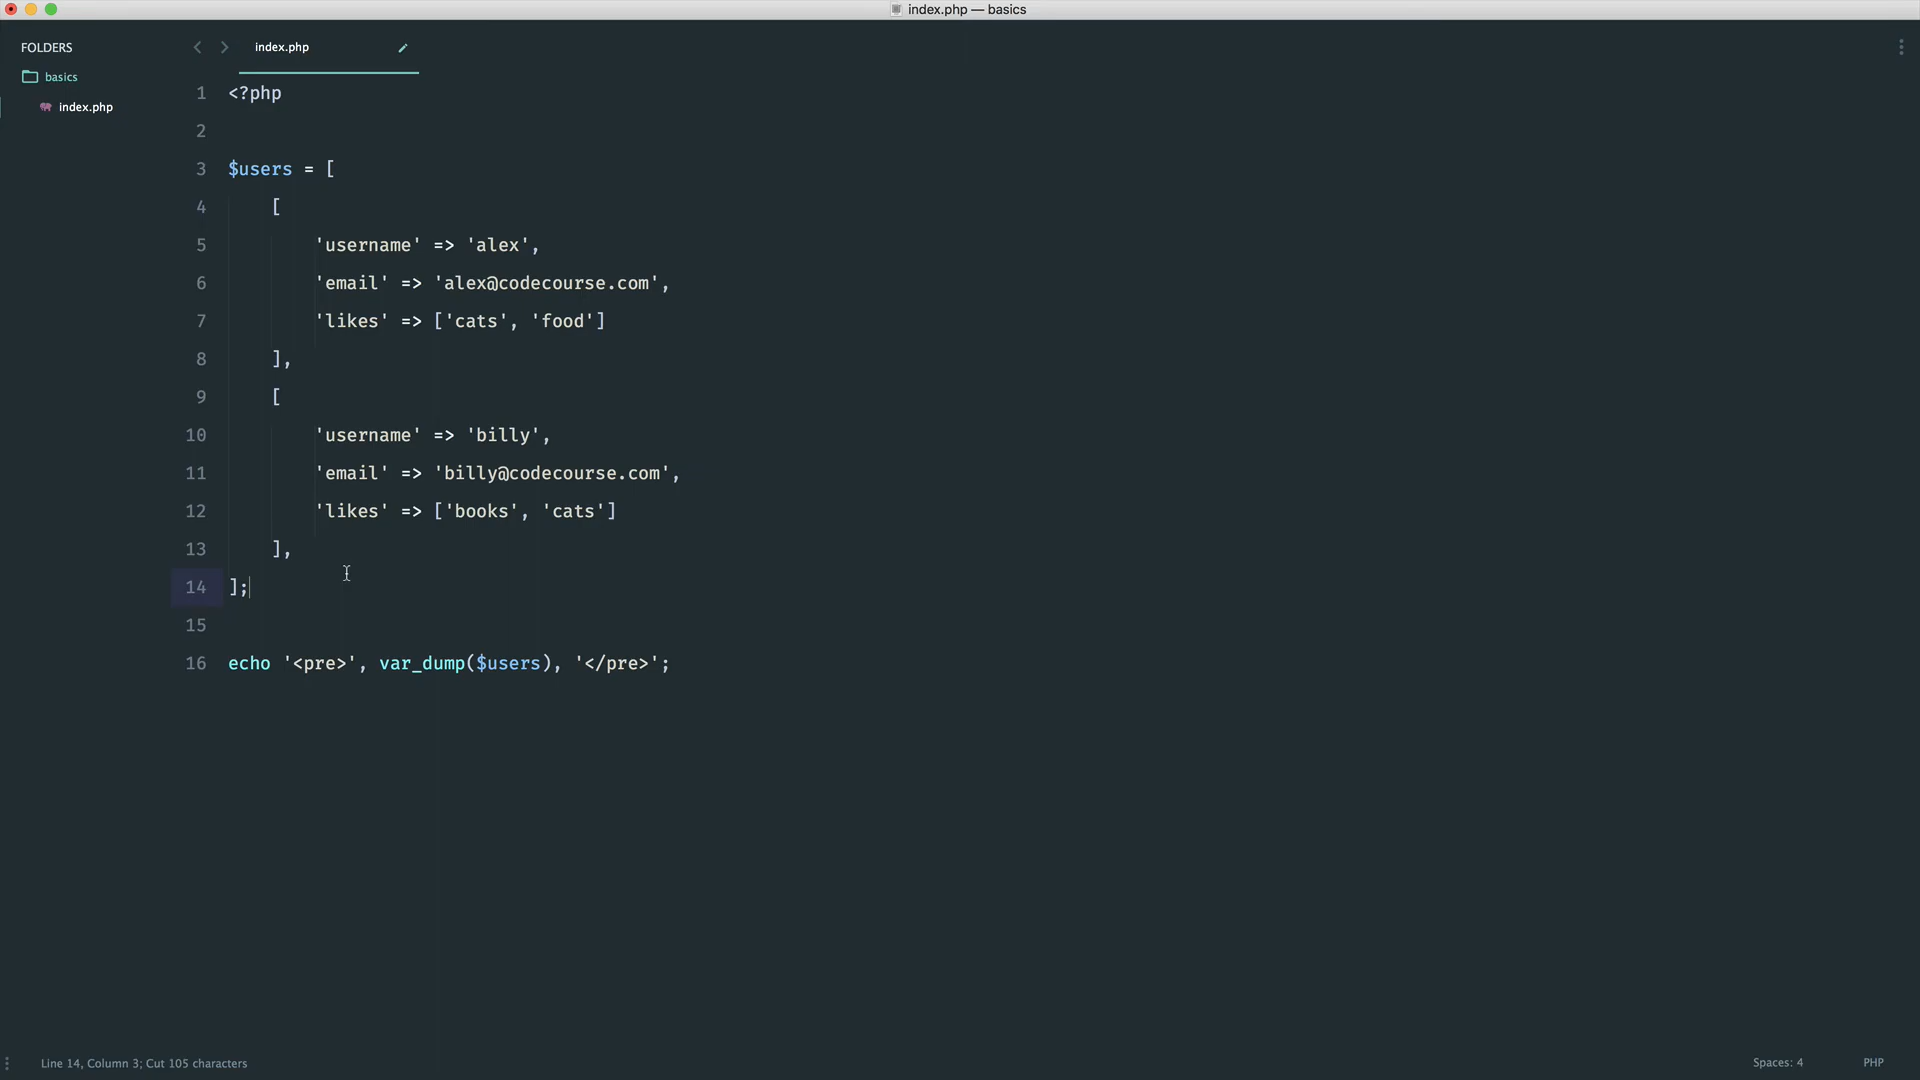 index.php — basics
FOLDERS
basics
index.php
index.php
1 <?php
2
3 $users = [
4     [
5         'username' => 'alex',
6         'email' => 'alex@codecourse.com',
7         'likes' => ['cats', 'food']
8     ],
9     [
10         'username' => 'billy',
11         'email' => 'billy@codecourse.com',
12         'likes' => ['books', 'cats']
13     ],
14 ];
15
16 echo '<pre>', var_dump($users), '</pre>';
Line 14, Column 3; Cut 105 characters
Spaces: 4
PHP